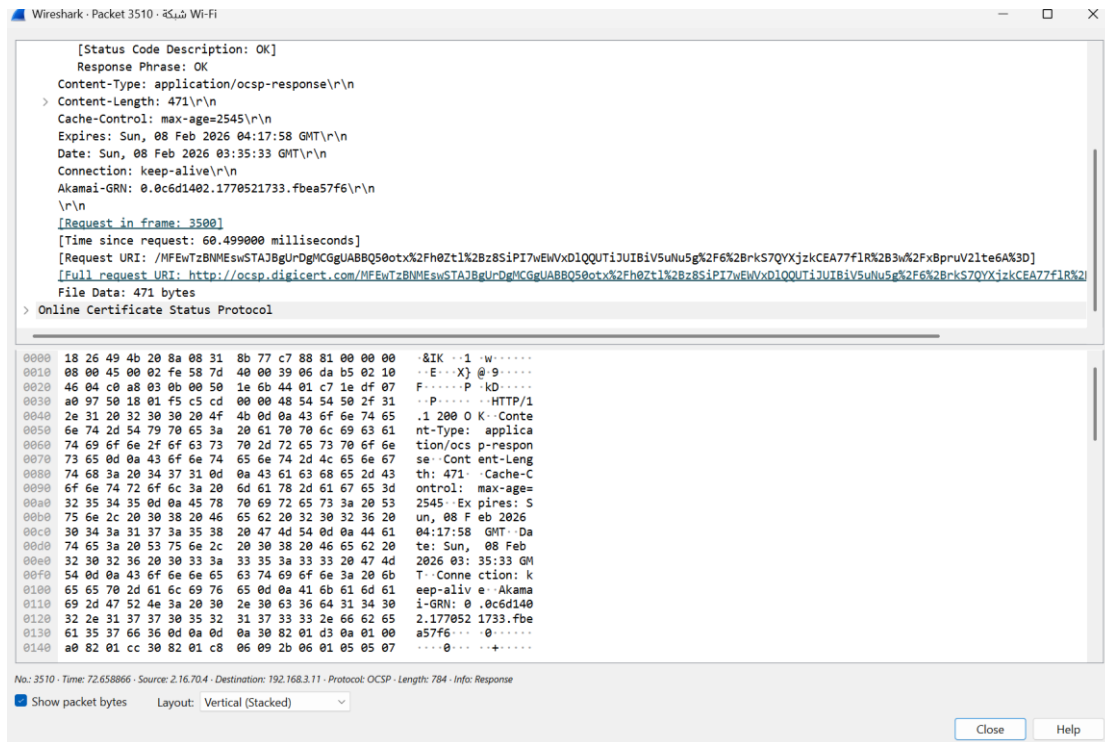 Wireshark · Packet 3510 · شبكة Wi-Fi
[Status Code Description: OK]
Response Phrase: OK
Content-Type: application/ocsp-response\r\n
> Content-Length: 471\r\n
Cache-Control: max-age=2545\r\n
Expires: Sun, 08 Feb 2026 04:17:58 GMT\r\n
Date: Sun, 08 Feb 2026 03:35:33 GMT\r\n
Connection: keep-alive\r\n
Akamai-GRN: 0.0c6d1402.1770521733.fbea57f6\r\n
\r\n
[Request in frame: 3500]
[Time since request: 60.499000 milliseconds]
[Request URI: /MFEwTzBNMEswSTAJBgUrDgMCGgUABBQ50otx%2Fh0Ztl%2Bz8SiPI7wEWVxDlQQUTiJUIBiV5uNu5g%2F6%2BrkS7QYXjzkCEA77flR%2B3w%2FxBpruV2lte6A%3D]
[Full request URI: http://ocsp.digicert.com/MFEwTzBNMEswSTAJBgUrDgMCGgUABBQ50otx%2Fh0Ztl%2Bz8SiPI7wEWVxDlQQUTiJUIBiV5uNu5g%2F6%2BrkS7QYXjzkCEA77flR%2
File Data: 471 bytes
> Online Certificate Status Protocol
0000 18 26 49 4b 20 8a 08 31 8b 77 c7 88 81 00 00 00 ·&IK ··1 ·w······
0010 08 00 45 00 02 fe 58 7d 40 00 39 06 da b5 02 10 ··E···X} @·9·····
0020 46 04 c0 a8 03 0b 00 50 1e 6b 44 01 c7 1e df 07 F······P ·kD·····
0030 a0 97 50 18 01 f5 c5 cd 00 00 48 54 54 50 2f 31 ··P····· ··HTTP/1
0040 2e 31 20 32 30 30 20 4f 4b 0d 0a 43 6f 6e 74 65 .1 200 O K··Conte
0050 6e 74 2d 54 79 70 65 3a 20 61 70 70 6c 69 63 61 nt-Type: applica
0060 74 69 6f 6e 2f 6f 63 73 70 2d 72 65 73 70 6f 6e tion/ocs p-respon
0070 73 65 0d 0a 43 6f 6e 74 65 6e 74 2d 4c 65 6e 67 se··Cont ent-Leng
0080 74 68 3a 20 34 37 31 0d 0a 43 61 63 68 65 2d 43 th: 471· ·Cache-C
0090 6f 6e 74 72 6f 6c 3a 20 6d 61 78 2d 61 67 65 3d ontrol: max-age=
00a0 32 35 34 35 0d 0a 45 78 70 69 72 65 73 3a 20 53 2545··Ex pires: S
00b0 75 6e 2c 20 30 38 20 46 65 62 20 32 30 32 36 20 un, 08 F eb 2026
00c0 30 34 3a 31 37 3a 35 38 20 47 4d 54 0d 0a 44 61 04:17:58 GMT··Da
00d0 74 65 3a 20 53 75 6e 2c 20 30 38 20 46 65 62 20 te: Sun, 08 Feb
00e0 32 30 32 36 20 30 33 3a 33 35 3a 33 33 20 47 4d 2026 03: 35:33 GM
00f0 54 0d 0a 43 6f 6e 6e 65 63 74 69 6f 6e 3a 20 6b T··Conne ction: k
0100 65 65 70 2d 61 6c 69 76 65 0d 0a 41 6b 61 6d 61 eep-aliv e··Akama
0110 69 2d 47 52 4e 3a 20 30 2e 30 63 36 64 31 34 30 i-GRN: 0 .0c6d140
0120 32 2e 31 37 37 30 35 32 31 37 33 33 2e 66 62 65 2.177052 1733.fbe
0130 61 35 37 66 36 0d 0a 0d 0a 30 82 01 d3 0a 01 00 a57f6··· ·0······
0140 a0 82 01 cc 30 82 01 c8 06 09 2b 06 01 05 05 07 ····0··· ··+·····
No.: 3510 · Time: 72.658866 · Source: 2.16.70.4 · Destination: 192.168.3.11 · Protocol: OCSP · Length: 784 · Info: Response
Show packet bytes Layout: Vertical (Stacked)
Close Help